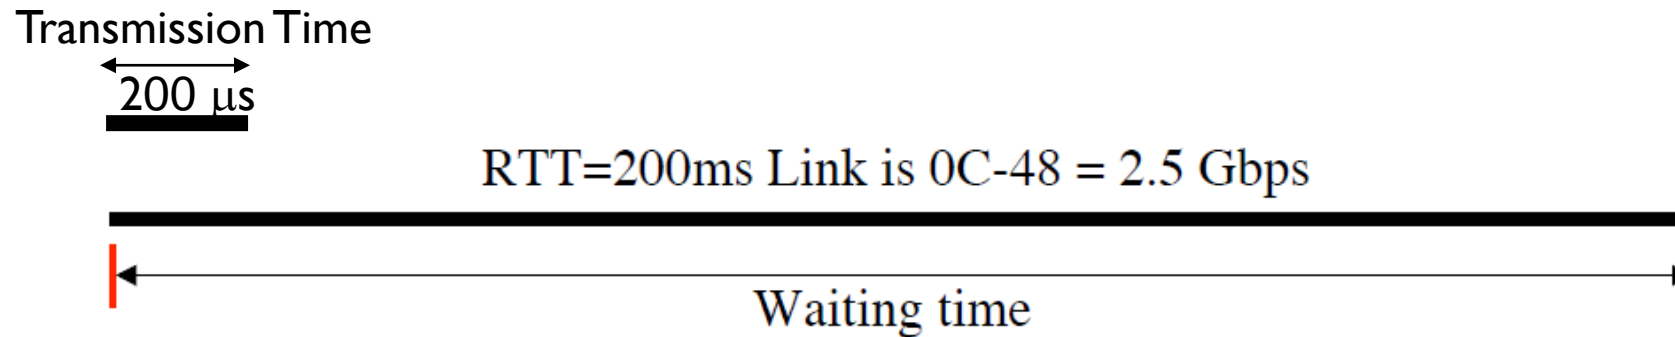 Transmission Time
200 μs
RTT=200ms Link is 0C-48 = 2.5 Gbps
Waiting time